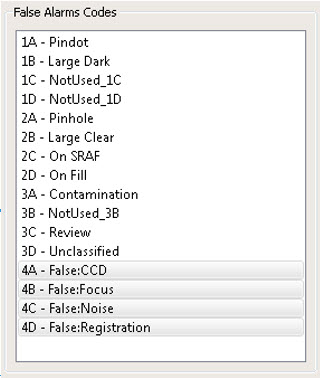 False Alarms Codes
1A - Pindot
1B - Large Dark
1C - NotUsed_1C
1D - NotUsed_1D
2A - Pinhole
2B - Large Clear
2C - On SRAF
2D - On Fill
3A - Contamination
3B - NotUsed_3B
3C - Review
3D - Unclassified
4A - False:CCD
4B - False:Focus
4C - False:Noise
4D - False:Registration